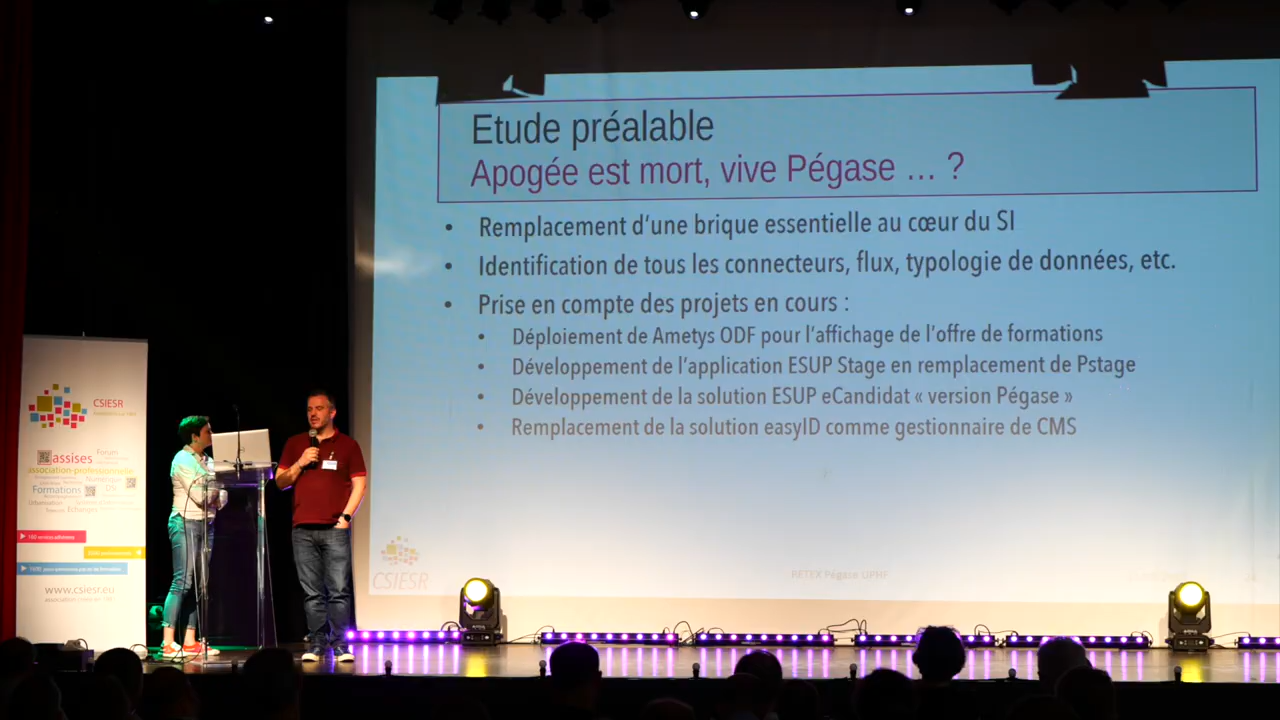 Etude préalable
Apogée est mort, vive Pégase ... ?
• Remplacement d'une brique essentielle au cœur du SI
• Identification de tous les connecteurs, flux, typologie de données, etc.
• Prise en compte des projets en cours :
• Déploiement de Ametys ODF pour l'affichage de l'offre de formations
• Développement de l'application ESUP Stage en remplacement de Pstage
• Développement de la solution ESUP eCandidat « version Pégase »
• Remplacement de la solution easyID comme gestionnaire de CMS
CSIESR
RETEX Pégase UPHF
CSIESR
assises
Forum
association professionnelle
Formations
Echanges
www.csiesr.eu